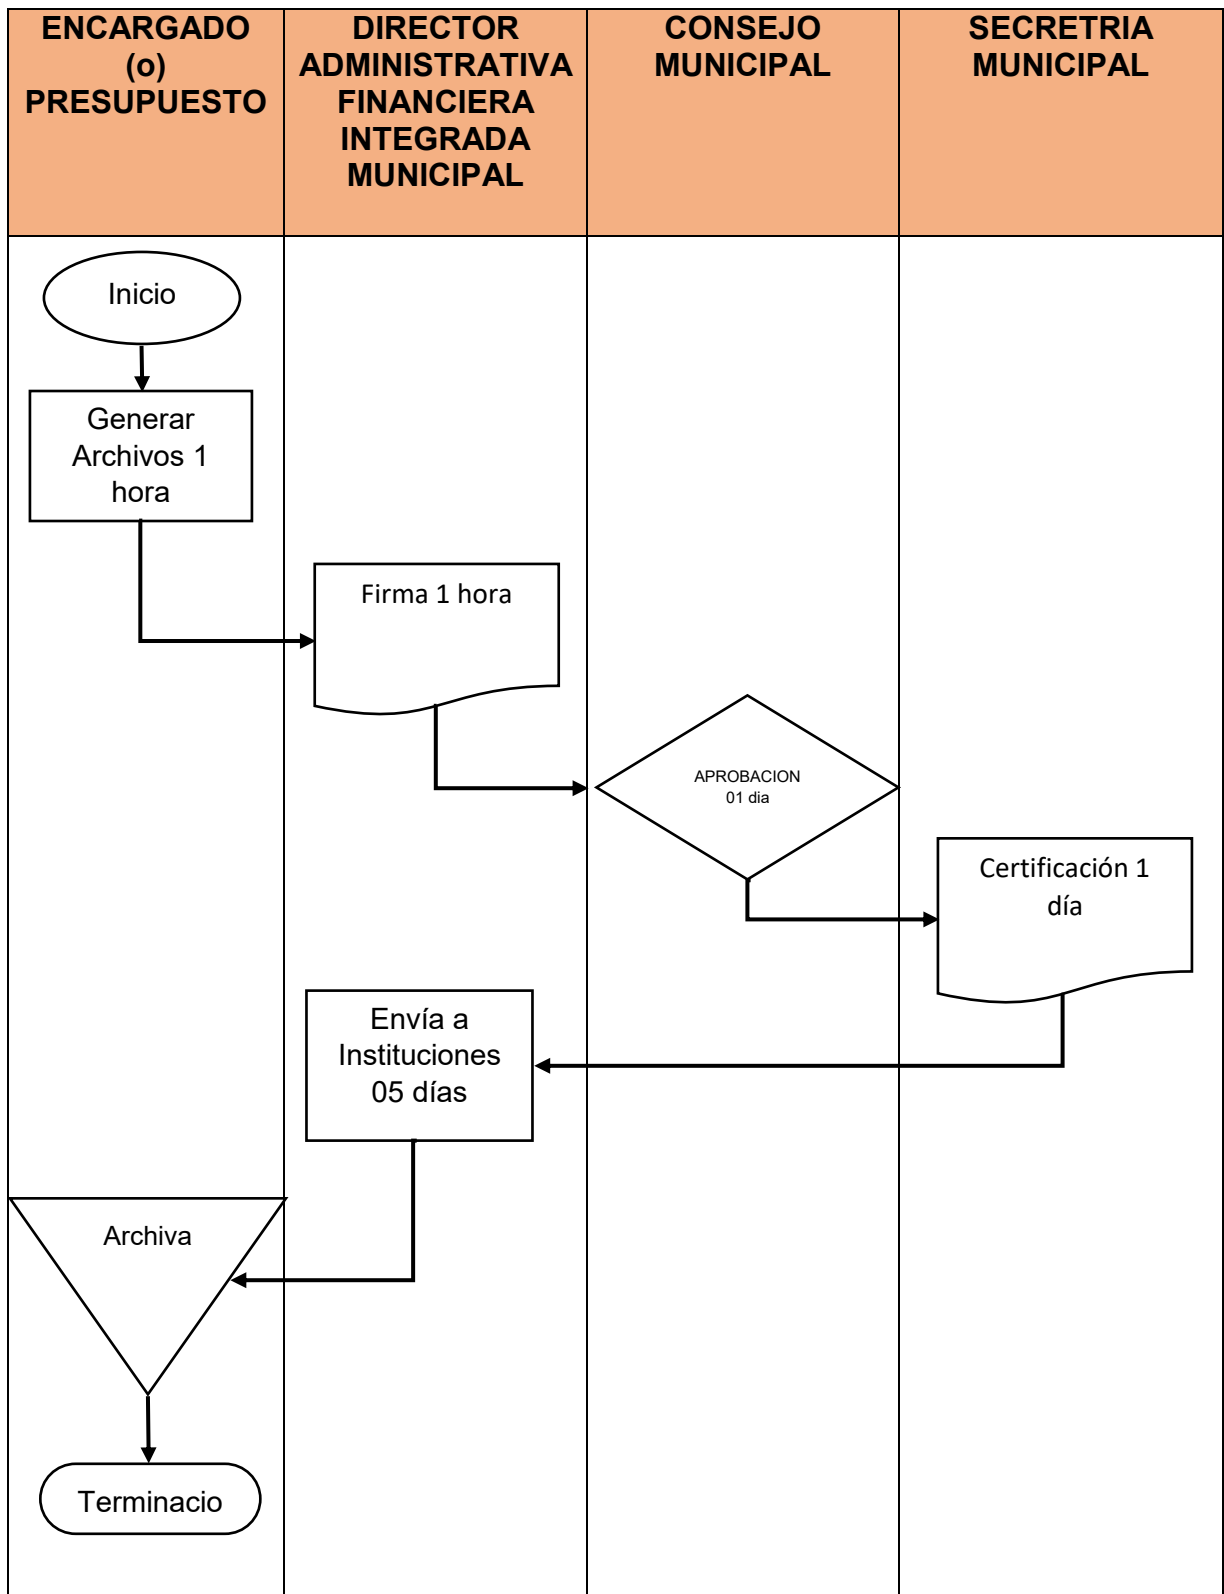 ENCARGADO
(o)
PRESUPUESTO
DIRECTOR
ADMINISTRATIVA
FINANCIERA
INTEGRADA
MUNICIPAL
CONSEJO
MUNICIPAL
SECRETRIA
MUNICIPAL
Inicio
Generar
Archivos 1
hora
Firma 1 hora
APROBACION
01 dia
Certificación 1
día
Envía a
Instituciones
05 días
Archiva
Terminacio